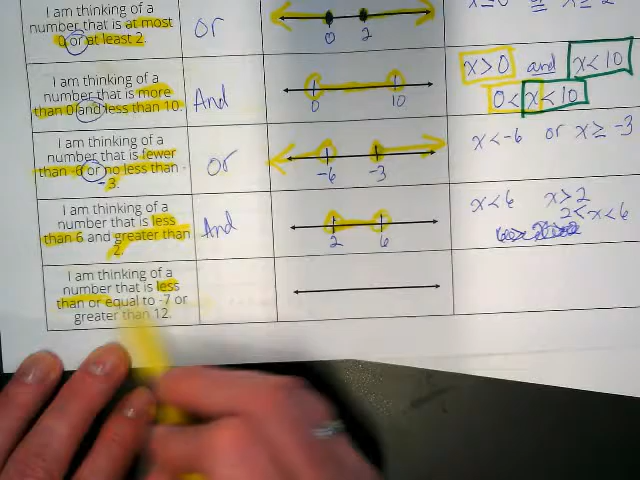 I am thinking of a
number that is at most
0 or at least 2.
or
0 2
x ≤ 0 or x ≥ 2
I am thinking of a
number that is more
than 0 and less than 10.
And
0 10
x > 0 and x < 10
0 < x < 10
I am thinking of a
number that is fewer
than -6 or no less than -
3.
or
-6 -3
x < -6 or x ≥ -3
I am thinking of a
number that is less
than 6 and greater than
2.
And
2 6
x < 6 x > 2
2 < x < 6
I am thinking of a
number that is less
than or equal to -7 or
greater than 12.